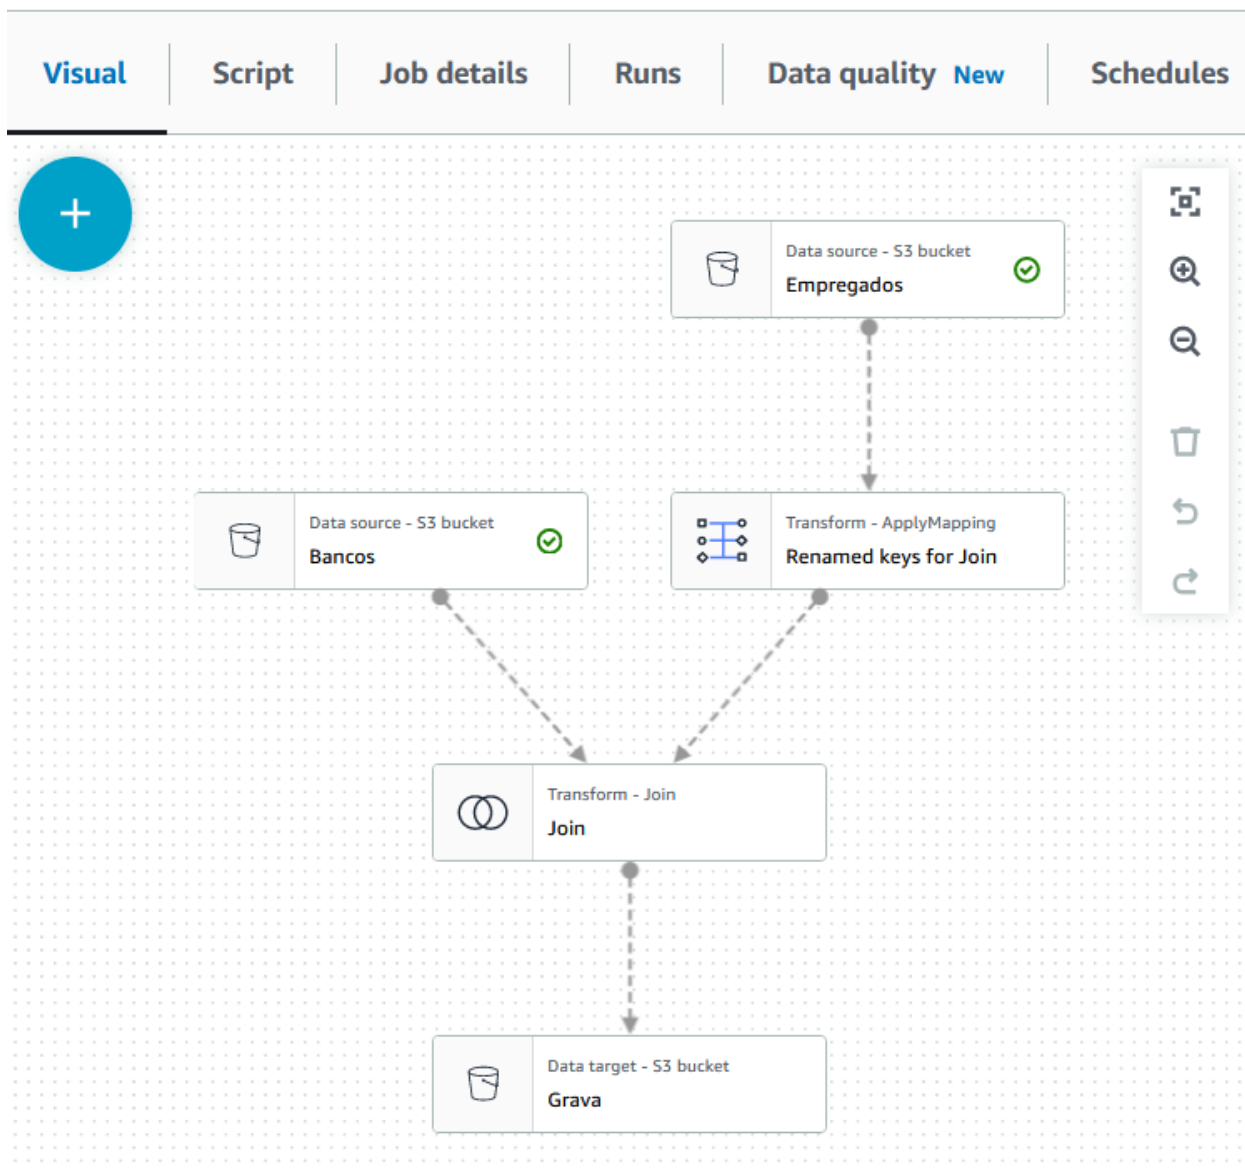 Visual
Script
Job details
Runs
Data quality New
Schedules
Data source - S3 bucket
Empregados
Data source - S3 bucket
Bancos
Transform - ApplyMapping
Renamed keys for Join
Transform - Join
Join
Data target - S3 bucket
Grava